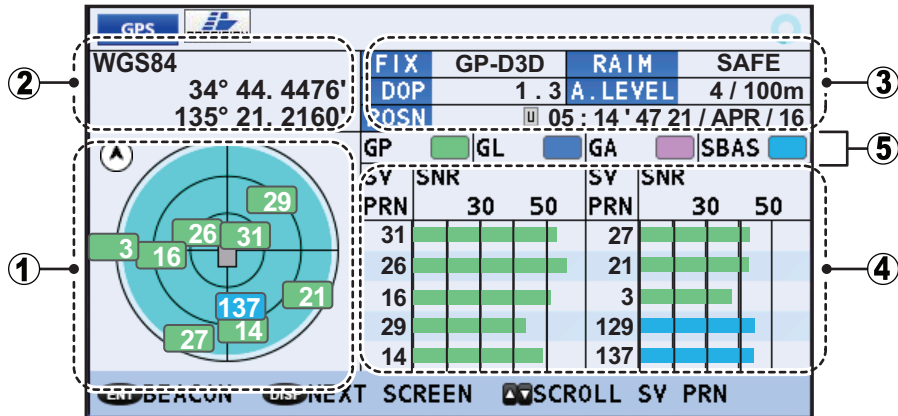 GPS
WGS84
34° 44. 4476'
135° 21. 2160'
FIX GP-D3D RAIM SAFE
DOP 1 . 3 A.LEVEL 4 / 100m
POSN U 05 : 14 ' 47 21 / APR / 16
GP GL GA SBAS
SV SNR SV SNR
PRN 30 50 PRN 30 50
31 27
26 21
16 3
29 129
14 137
29
26 31
3 16
137 21
27 14
ENT BEACON DISP NEXT SCREEN SCROLL SV PRN
1
2
3
4
5